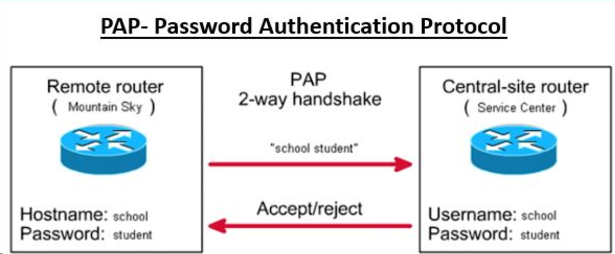 PAP- Password Authentication Protocol
Remote router
( Mountain Sky )
PAP
2-way handshake
Central-site router
( Service Center )
"school student"
Accept/reject
Hostname: school
Password: student
Username: school
Password: student